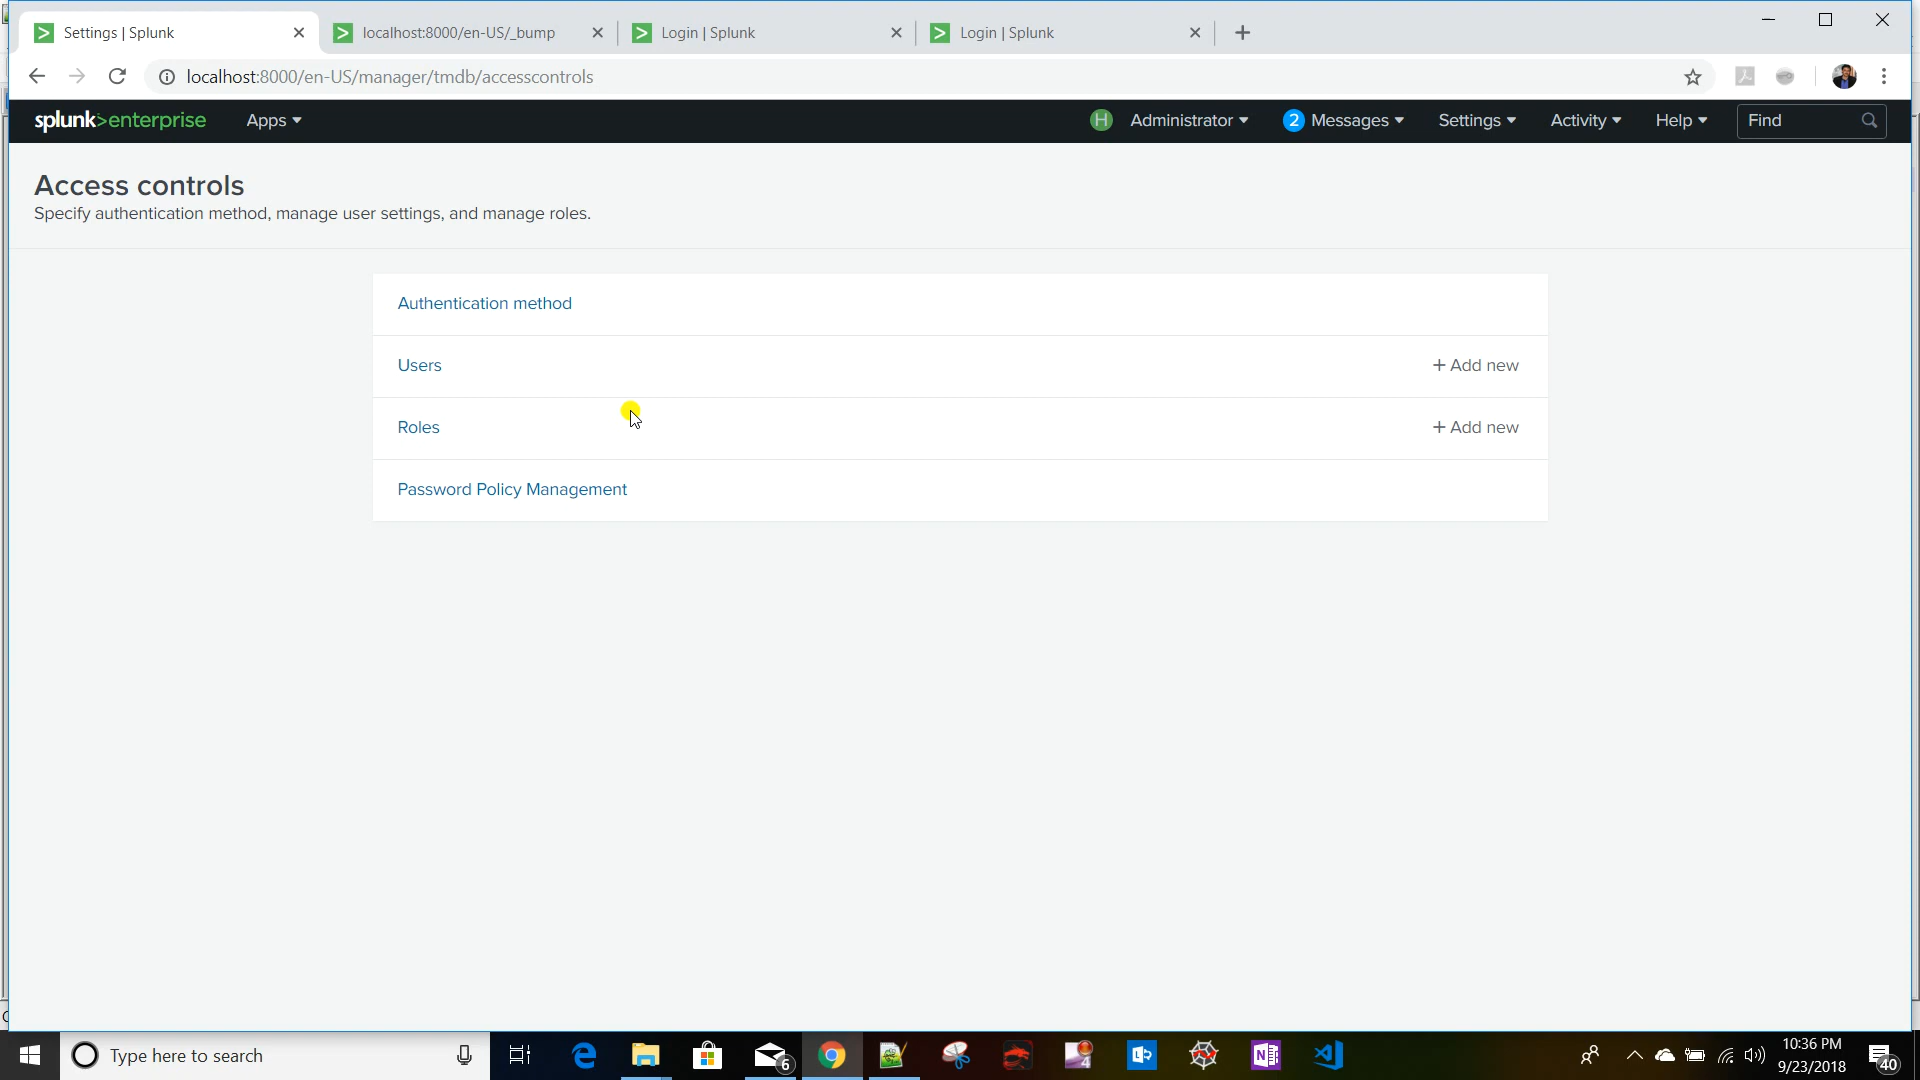 Settings | Splunk
localhost:8000/en-US/_bump
Login | Splunk
Login | Splunk
localhost:8000/en-US/manager/tmdb/accesscontrols
splunk>enterprise
Apps
H
Administrator
2 Messages
Settings
Activity
Help
Find
Access controls
Specify authentication method, manage user settings, and manage roles.
Authentication method
Users
+ Add new
Roles
+ Add new
Password Policy Management
Type here to search
6
4
N
10:36 PM
9/23/2018
40